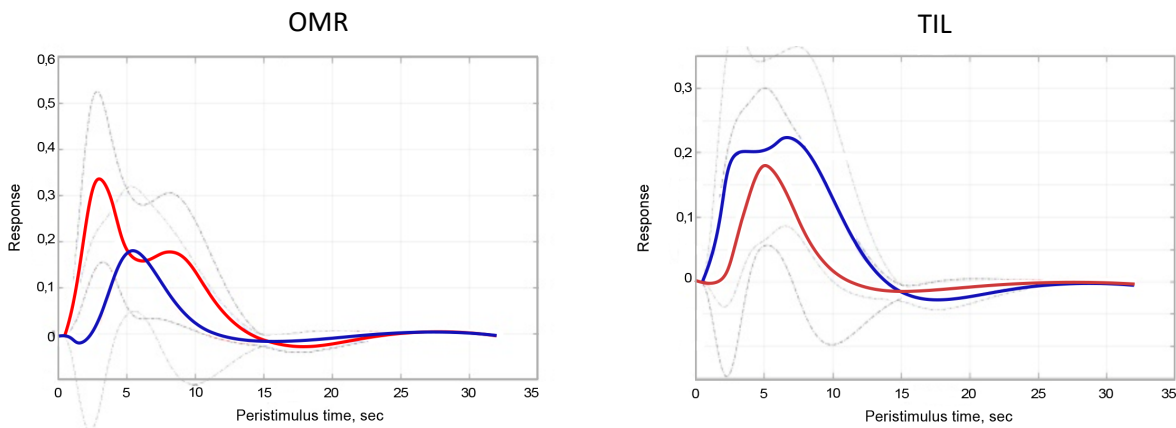 OMR
0,6
0,5
0,4
0,3
0,2
0,1
0
Response
0 5 10 15 20 25 30 35
Peristimulus time, sec
TIL
0,3
0,2
0,1
0
Response
0 5 10 15 20 25 30 35
Peristimulus time, sec